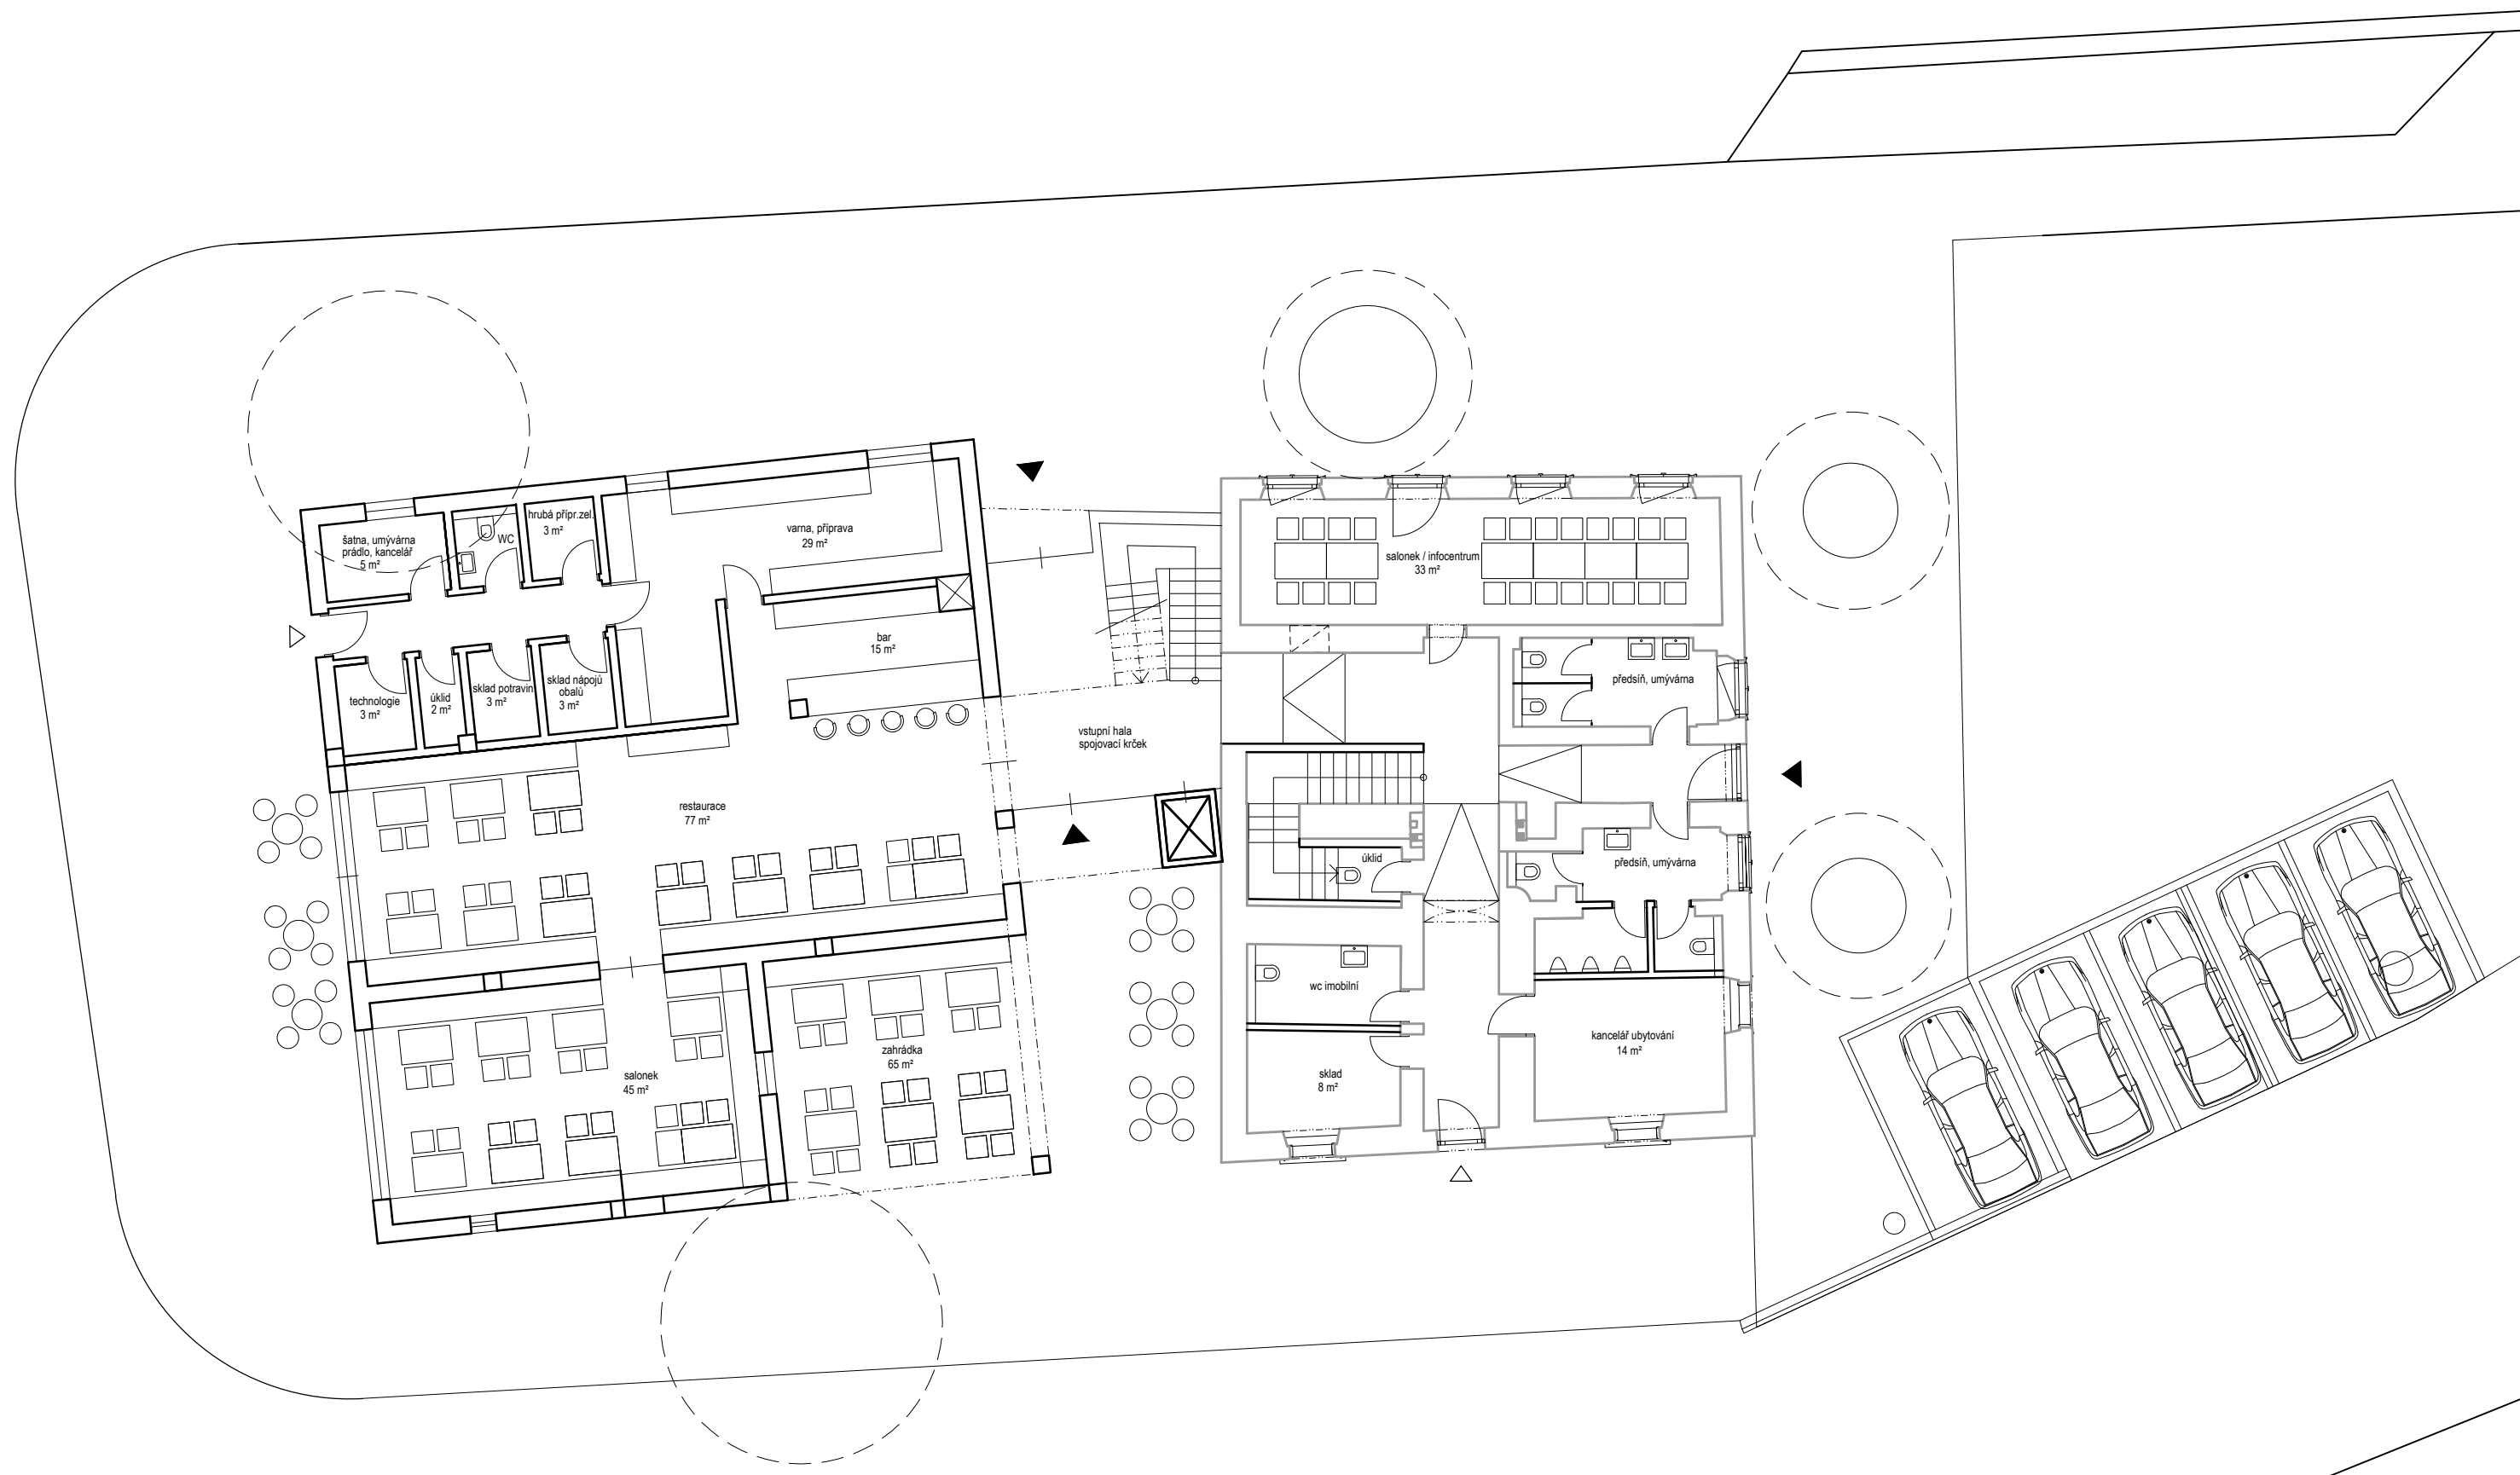 šatna, umývárna
prádlo, kancelář
5 m²
WC
hrubá přípr.zel.
3 m²
varna, příprava
29 m²
bar
15 m²
technologie
3 m²
úklid
2 m²
sklad potravin
3 m²
sklad nápojů
obalů
3 m²
restaurace
77 m²
vstupní hala
spojovací krček
salonek
45 m²
zahrádka
65 m²
salonek / infocentrum
33 m²
předsíň, umývárna
úklid
předsíň, umývárna
wc imobilní
sklad
8 m²
kancelář ubytování
14 m²